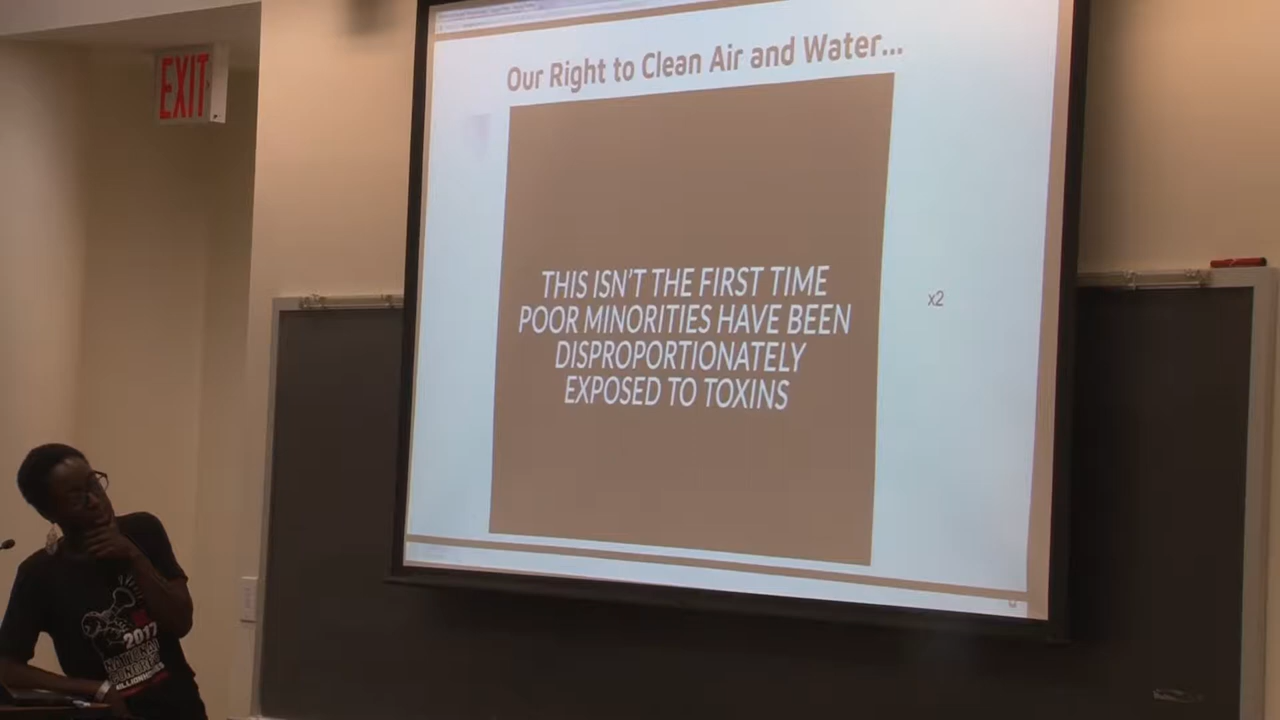 EXIT
Our Right to Clean Air and Water...
THIS ISN'T THE FIRST TIME
POOR MINORITIES HAVE BEEN
DISPROPORTIONATELY
EXPOSED TO TOXINS
x2
2017
NATIONAL